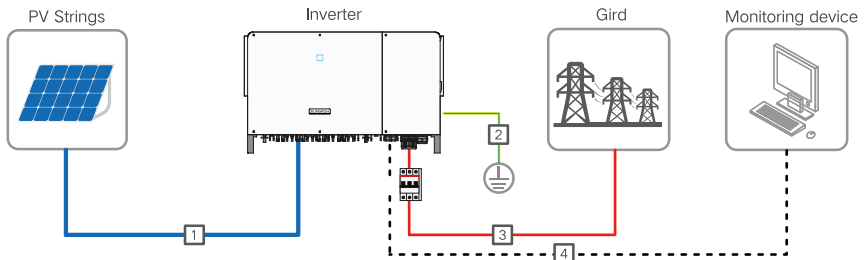 PV Strings
Inverter
Gird
Monitoring device
2
1
3
4